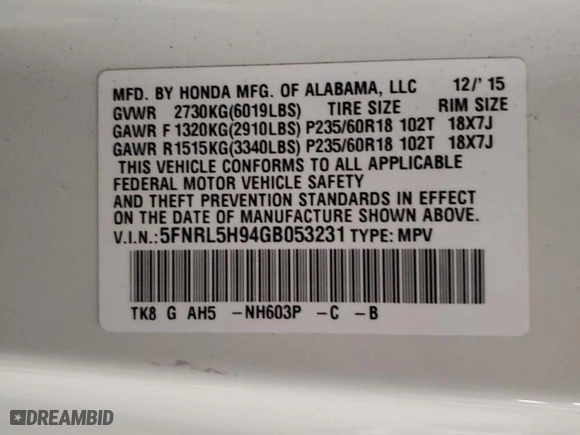 MFD. BY HONDA MFG. OF ALABAMA, LLC 12/' 15
GVWR 2730KG(6019LBS) TIRE SIZE RIM SIZE
GAWR F1320KG(2910LBS) P235/60R18 102T 18X7J
GAWR R1515KG(3340LBS) P235/60R18 102T 18X7J
THIS VEHICLE CONFORMS TO ALL APPLICABLE
FEDERAL MOTOR VEHICLE SAFETY
AND THEFT PREVENTION STANDARDS IN EFFECT
ON THE DATE OF MANUFACTURE SHOWN ABOVE.
V.I.N.:5FNRL5H94GB053231 TYPE: MPV
TK8 G AH5 -NH603P -C -B
DREAMBID